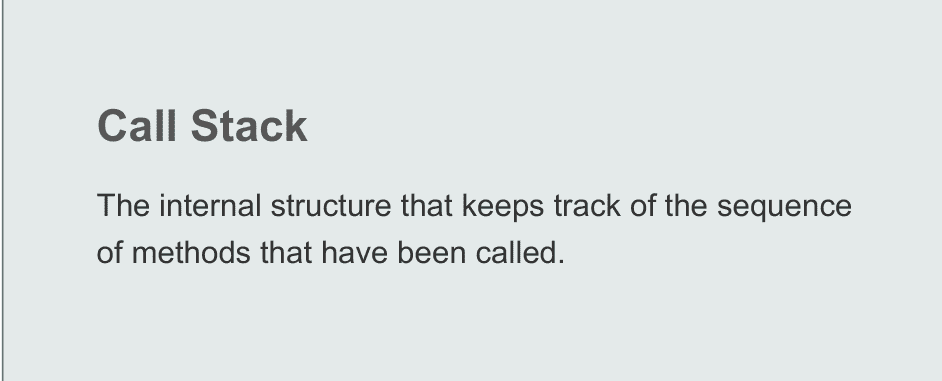 Call Stack
The internal structure that keeps track of the sequence
of methods that have been called.